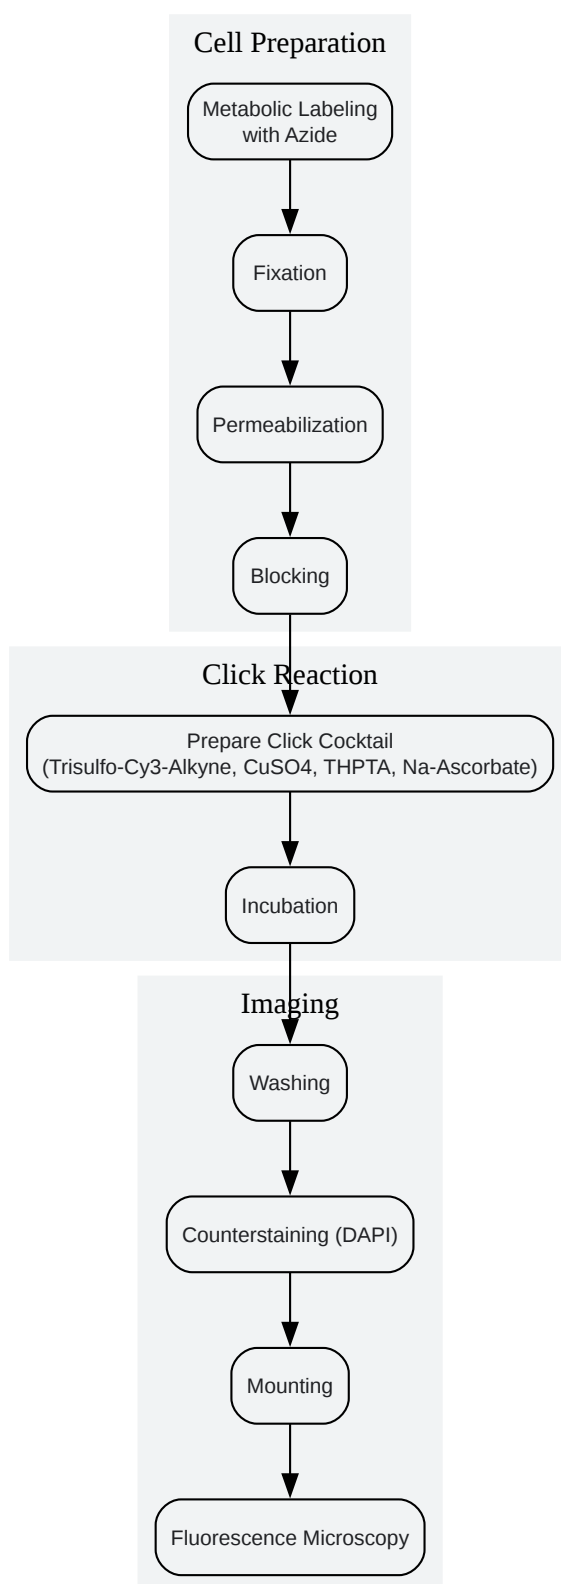 Cell Preparation
Metabolic Labeling
with Azide
Fixation
Permeabilization
Blocking
Click Reaction
Prepare Click Cocktail
(Trisulfo-Cy3-Alkyne, CuSO4, THPTA, Na-Ascorbate)
Incubation
Imaging
Washing
Counterstaining (DAPI)
Mounting
Fluorescence Microscopy